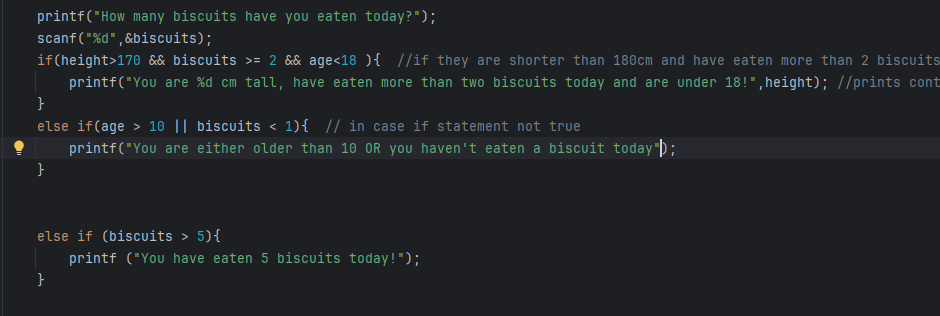 printf("How many biscuits have you eaten today?");
scanf("%d",&biscuits);
if(height>170 && biscuits >= 2 && age<18 ){  //if they are shorter than 180cm and have eaten more than 2 biscuits
printf("You are %d cm tall, have eaten more than two biscuits today and are under 18!",height); //prints cont
}
else if(age > 10 || biscuits < 1){  // in case if statement not true
printf("You are either older than 10 OR you haven't eaten a biscuit today");
}
else if (biscuits > 5){
printf ("You have eaten 5 biscuits today!");
}